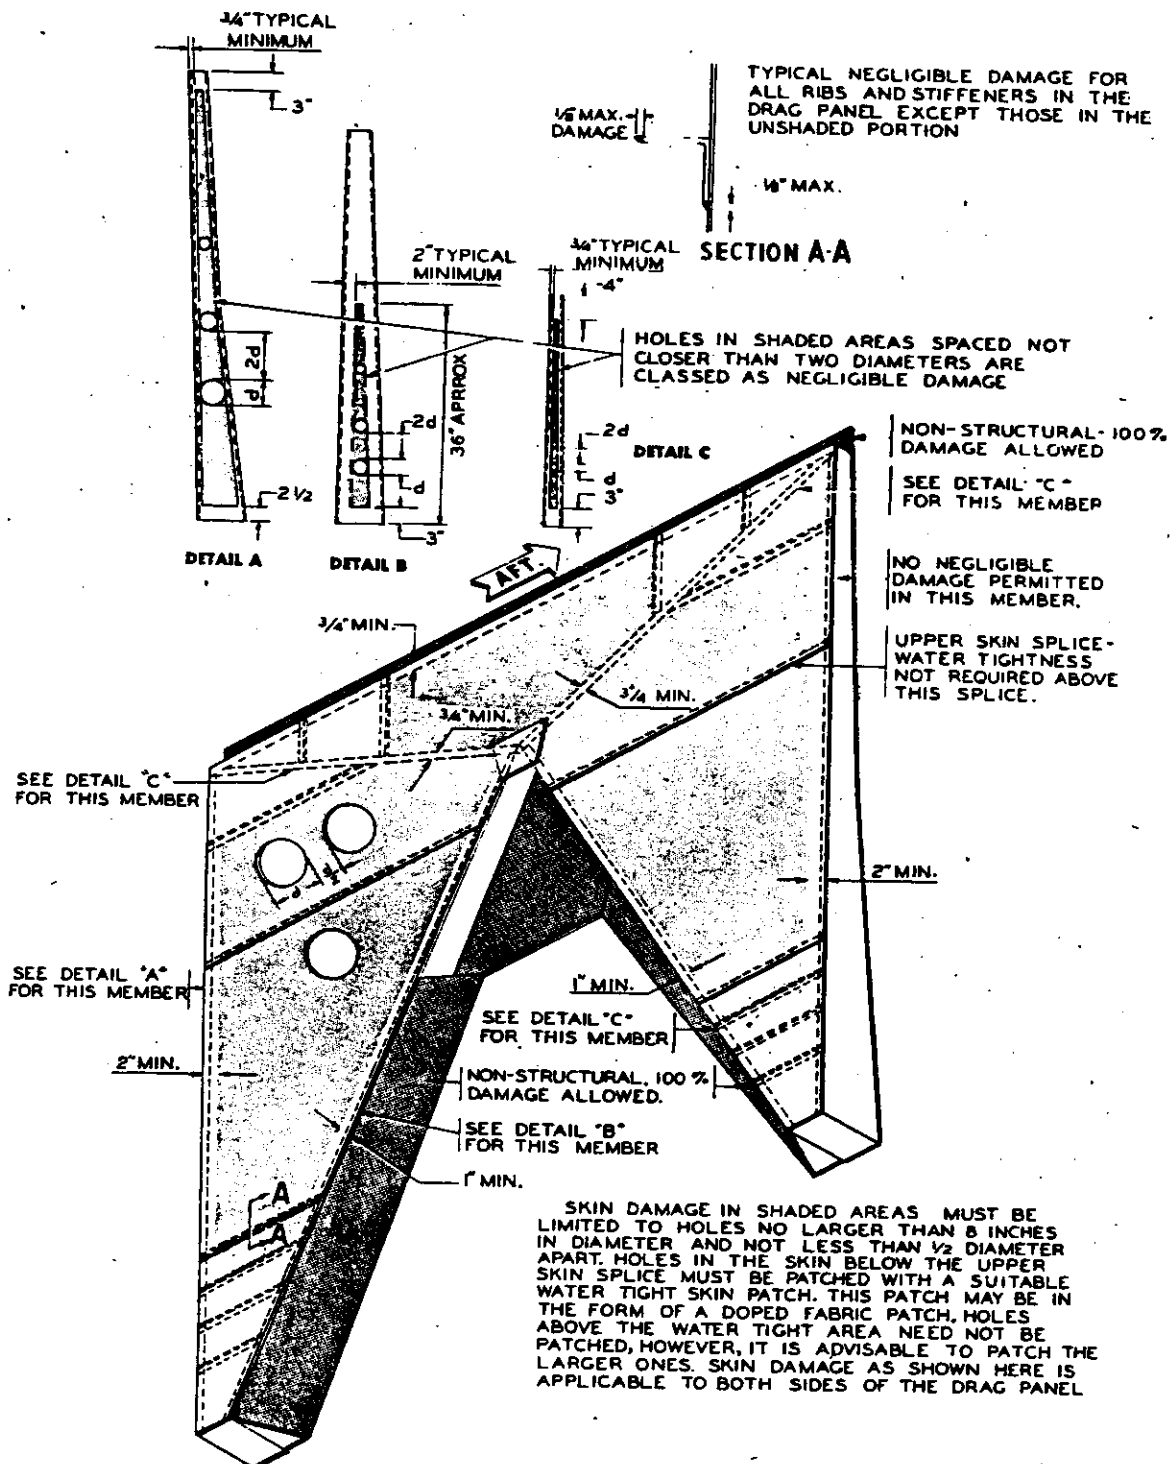 3/4" TYPICAL
MINIMUM
3"
2 1/2
DETAIL A
2" TYPICAL
MINIMUM
36" APRROX
2d
d
2d
d
3"
DETAIL B
1/8 MAX.
DAMAGE
1/8" MAX.
SECTION A-A
TYPICAL NEGLIGIBLE DAMAGE FOR
ALL RIBS AND STIFFENERS IN THE
DRAG PANEL EXCEPT THOSE IN THE
UNSHADED PORTION
3/4" TYPICAL
MINIMUM
4"
2d
d
3"
DETAIL C
HOLES IN SHADED AREAS SPACED NOT
CLOSER THAN TWO DIAMETERS ARE
CLASSED AS NEGLIGIBLE DAMAGE
NON-STRUCTURAL-100%
DAMAGE ALLOWED
SEE DETAIL "C"
FOR THIS MEMBER
NO NEGLIGIBLE
DAMAGE PERMITTED
IN THIS MEMBER.
UPPER SKIN SPLICE-
WATER TIGHTNESS
NOT REQUIRED ABOVE
THIS SPLICE.
AFT.
3/4" MIN.
3/4 MIN.
3/4" MIN.
SEE DETAIL "C"
FOR THIS MEMBER
d
2" MIN.
SEE DETAIL "A"
FOR THIS MEMBER
1" MIN.
SEE DETAIL "C"
FOR THIS MEMBER
2" MIN.
NON-STRUCTURAL, 100%
DAMAGE ALLOWED.
SEE DETAIL "B"
FOR THIS MEMBER
1" MIN.
A
A
SKIN DAMAGE IN SHADED AREAS MUST BE
LIMITED TO HOLES NO LARGER THAN 8 INCHES
IN DIAMETER AND NOT LESS THAN 1/2 DIAMETER
APART. HOLES IN THE SKIN BELOW THE UPPER
SKIN SPLICE MUST BE PATCHED WITH A SUITABLE
WATER TIGHT SKIN PATCH. THIS PATCH MAY BE IN
THE FORM OF A DOPED FABRIC PATCH. HOLES
ABOVE THE WATER TIGHT AREA NEED NOT BE
PATCHED, HOWEVER, IT IS ADVISABLE TO PATCH THE
LARGER ONES. SKIN DAMAGE AS SHOWN HERE IS
APPLICABLE TO BOTH SIDES OF THE DRAG PANEL